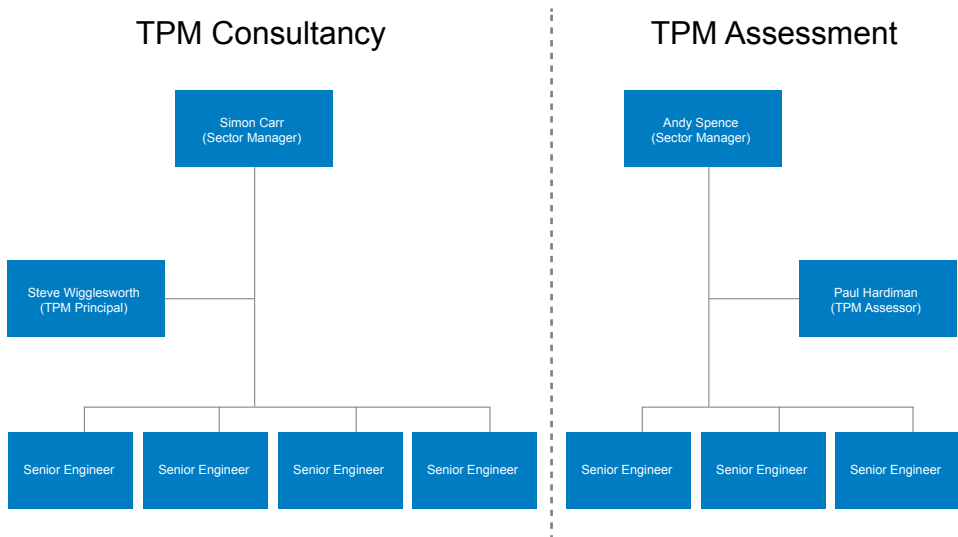 TPM Consultancy
TPM Assessment
Simon Carr
(Sector Manager)
Andy Spence
(Sector Manager)
Steve Wigglesworth
(TPM Principal)
Paul Hardiman
(TPM Assessor)
Senior Engineer
Senior Engineer
Senior Engineer
Senior Engineer
Senior Engineer
Senior Engineer
Senior Engineer